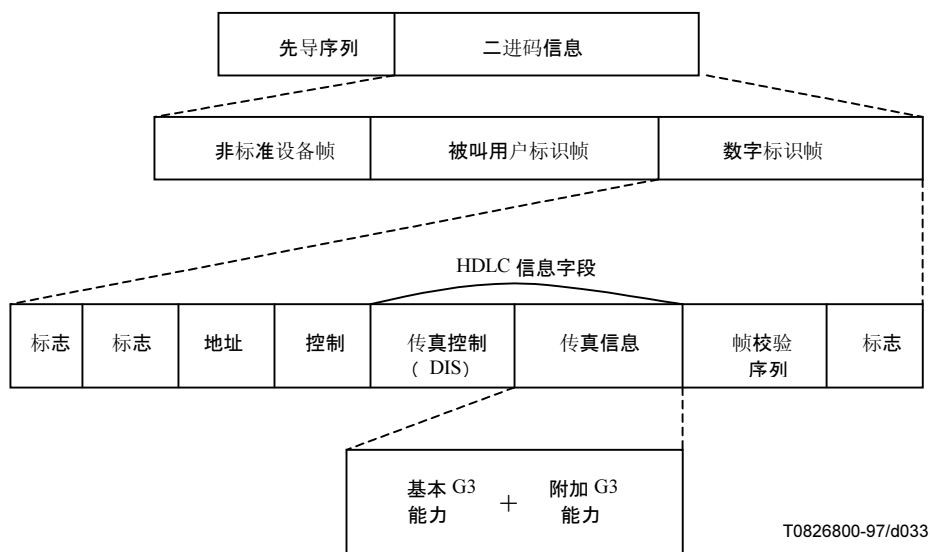 先导序列 二进码信息
非标准设备帧 被叫用户标识帧 数字标识帧
HDLC 信息字段
标志 标志 地址 控制 传真控制 传真信息 帧校验 标志
( DIS) 序列
基本 G3 + 附加 G3
能力 能力
T0826800-97/d033